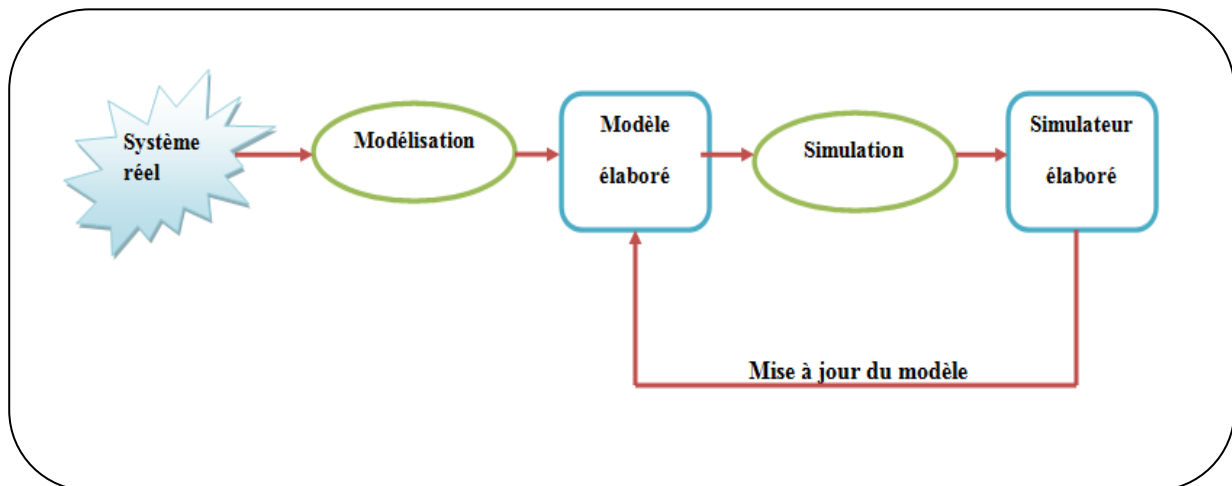 Système
réel
Modélisation
Modèle
élaboré
Simulation
Simulateur
élaboré
Mise à jour du modèle